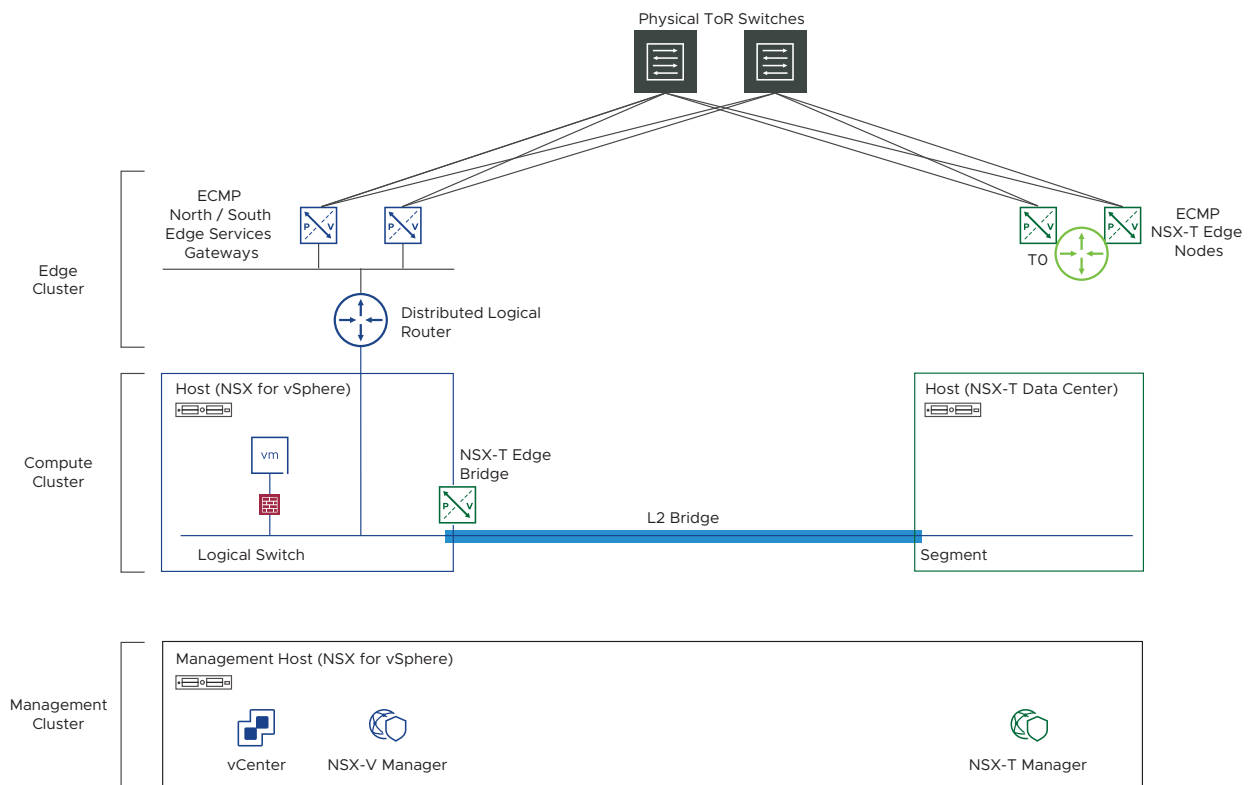 Physical ToR Switches
ECMP
North / South
Edge Services
Gateways
P
V
P
V
P
V
P
V
ECMP
NSX-T Edge
Nodes
T0
Edge
Cluster
Distributed Logical
Router
Host (NSX for vSphere)
Host (NSX-T Data Center)
vm
Compute
Cluster
NSX-T Edge
Bridge
P
V
L2 Bridge
Logical Switch
Segment
Management Host (NSX for vSphere)
Management
Cluster
vCenter
NSX-V Manager
NSX-T Manager